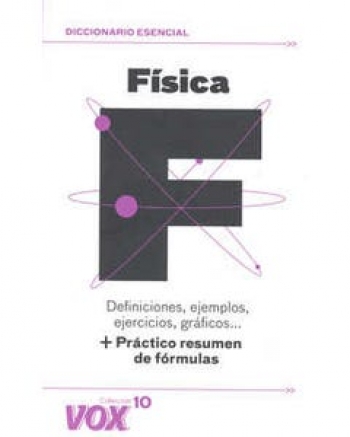 DICCIONARIO ESENCIAL
Física
F
Definiciones, ejemplos,
ejercicios, gráficos...
+ Práctico resumen
de fórmulas
Colección 10
VOX